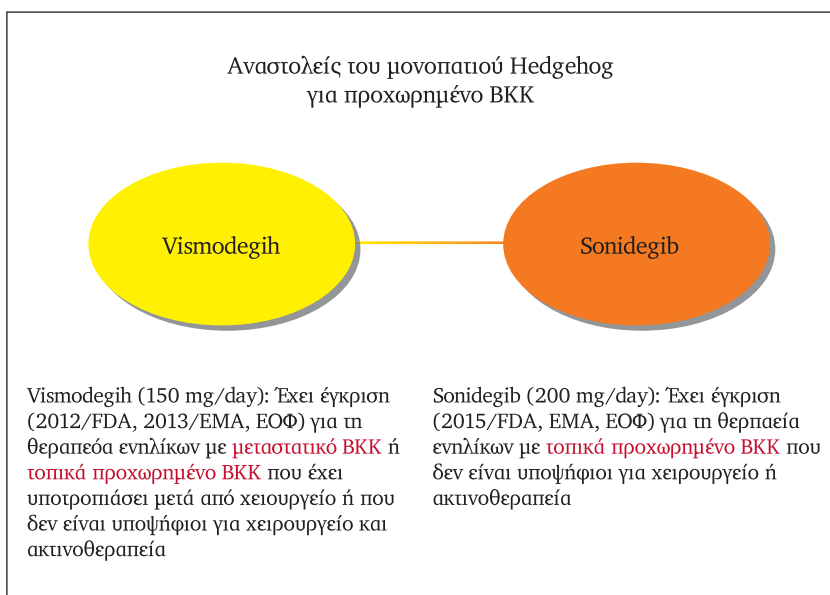 Αναστολείς του μονοπατιού Hedgehog
για προχωρημένο ΒΚΚ
Vismodegih
Sonidegib
Vismodegih (150 mg/day): Έχει έγκριση
(2012/FDA, 2013/EMA, ΕΟΦ) για τη
θεραπεόα ενηλίκων με μεταστατικό ΒΚΚ ή
τοπικά προχωρημένο ΒΚΚ που έχει
υποτροπιάσει μετά από χειουργείο ή που
δεν είναι υποψήφιοι για χειρουργείο και
ακτινοθεραπεία
Sonidegib (200 mg/day): Έχει έγκριση
(2015/FDA, EMA, ΕΟΦ) για τη θερπαεία
ενηλίκων με τοπικά προχωρημένο ΒΚΚ που
δεν είναι υποψήφιοι για χειρουργείο ή
ακτινοθεραπεία